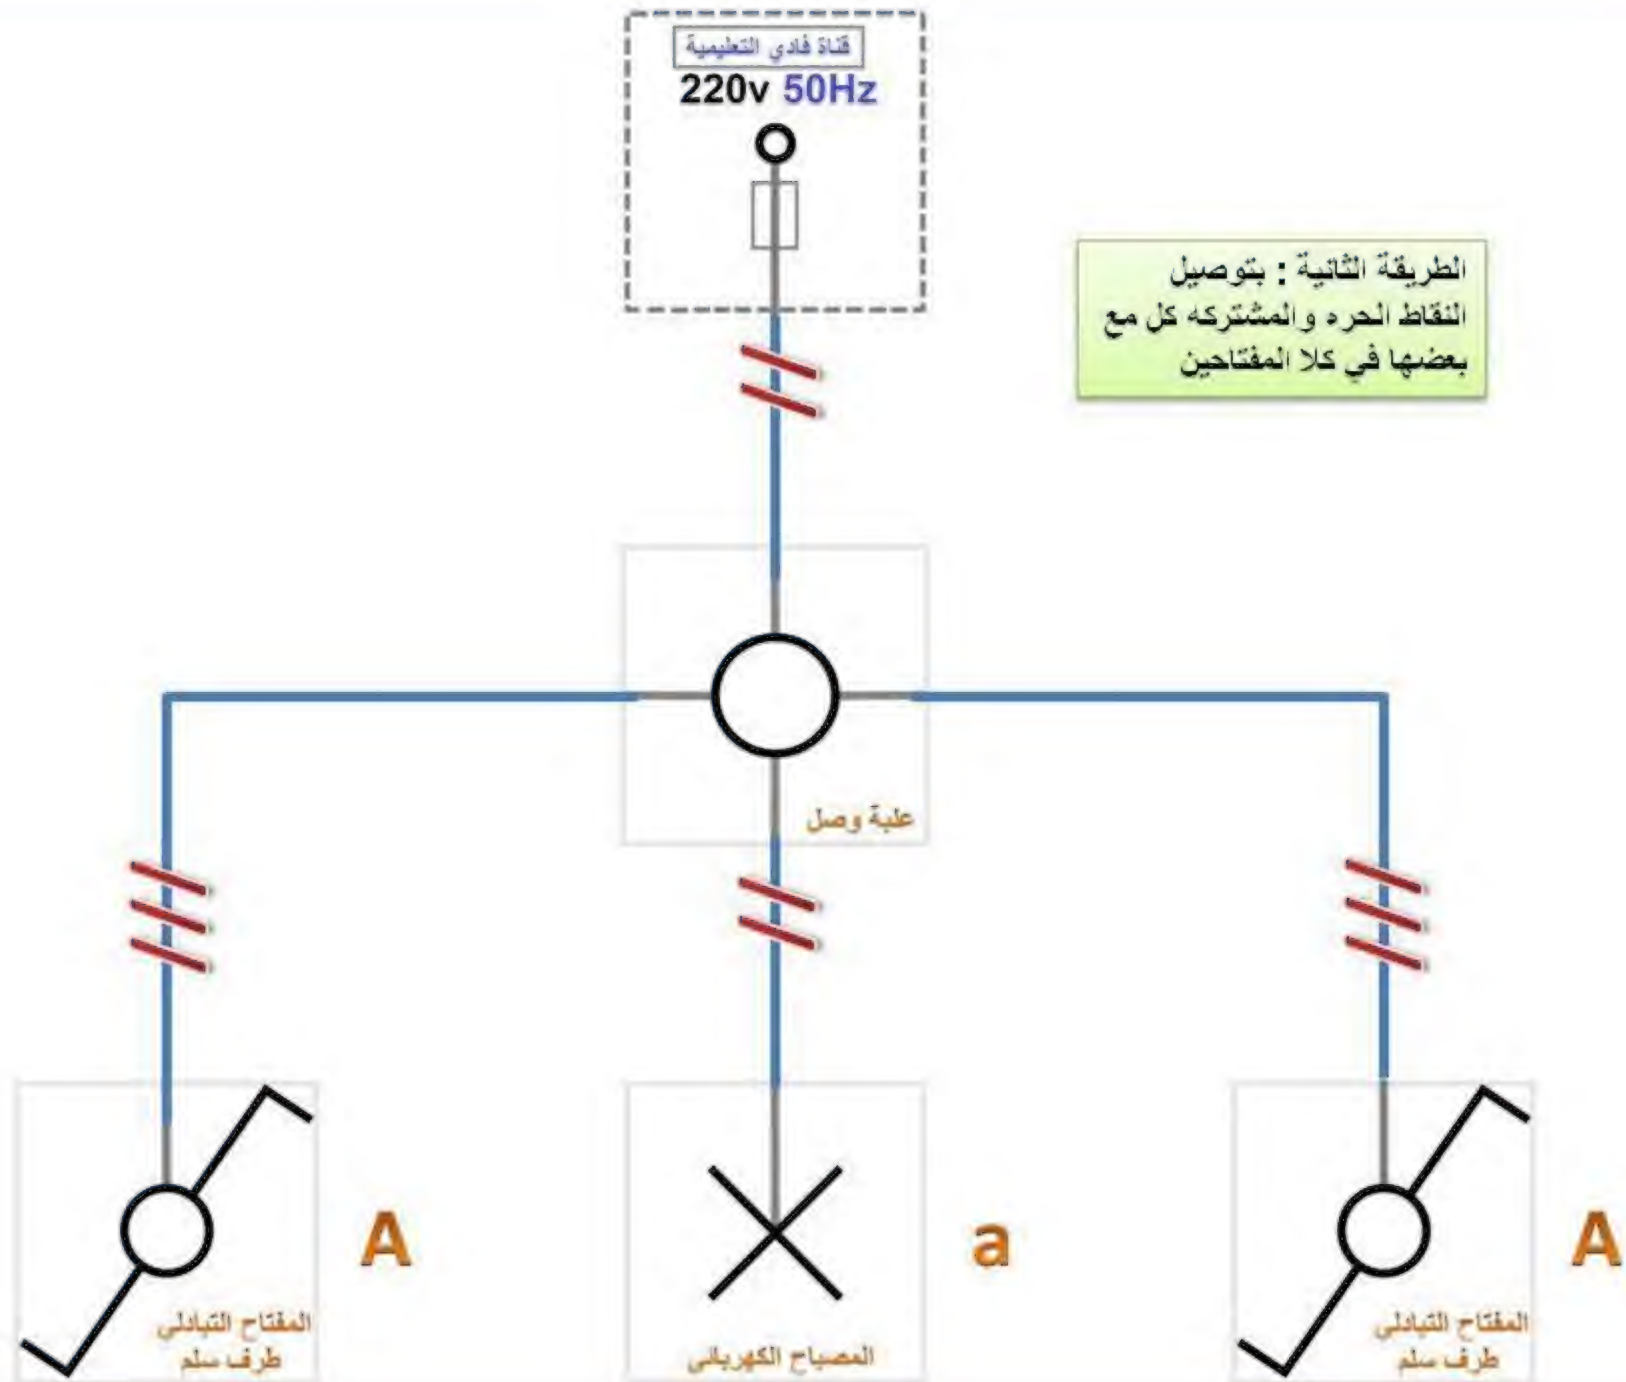 قناة فادي التعليمية
220v 50Hz
الطريقة الثانية : بتوصيل
النقاط الحره والمشتركه كل مع
بعضها في كلا المفتاحين
علبة وصل
A
a
A
المفتاح التبادلي
طرف سلم
المصباح الكهربائي
المفتاح التبادلي
طرف سلم